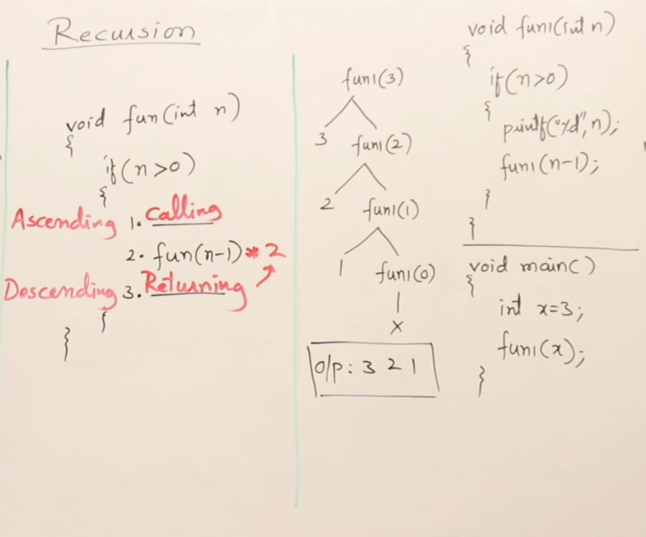 Recursion
void fun(int n)
{
if(n>0)
{
Ascending 1. Calling
2. fun(n-1)*2
Descending 3. Returning
}
}
fun1(3)
3 fun1(2)
2 fun1(1)
1 fun1(0)
x
o/p: 3 2 1
void fun1(int n)
{
if(n>0)
{
printf("%d",n);
fun1(n-1);
}
}
void main()
{
int x=3;
fun1(x);
}